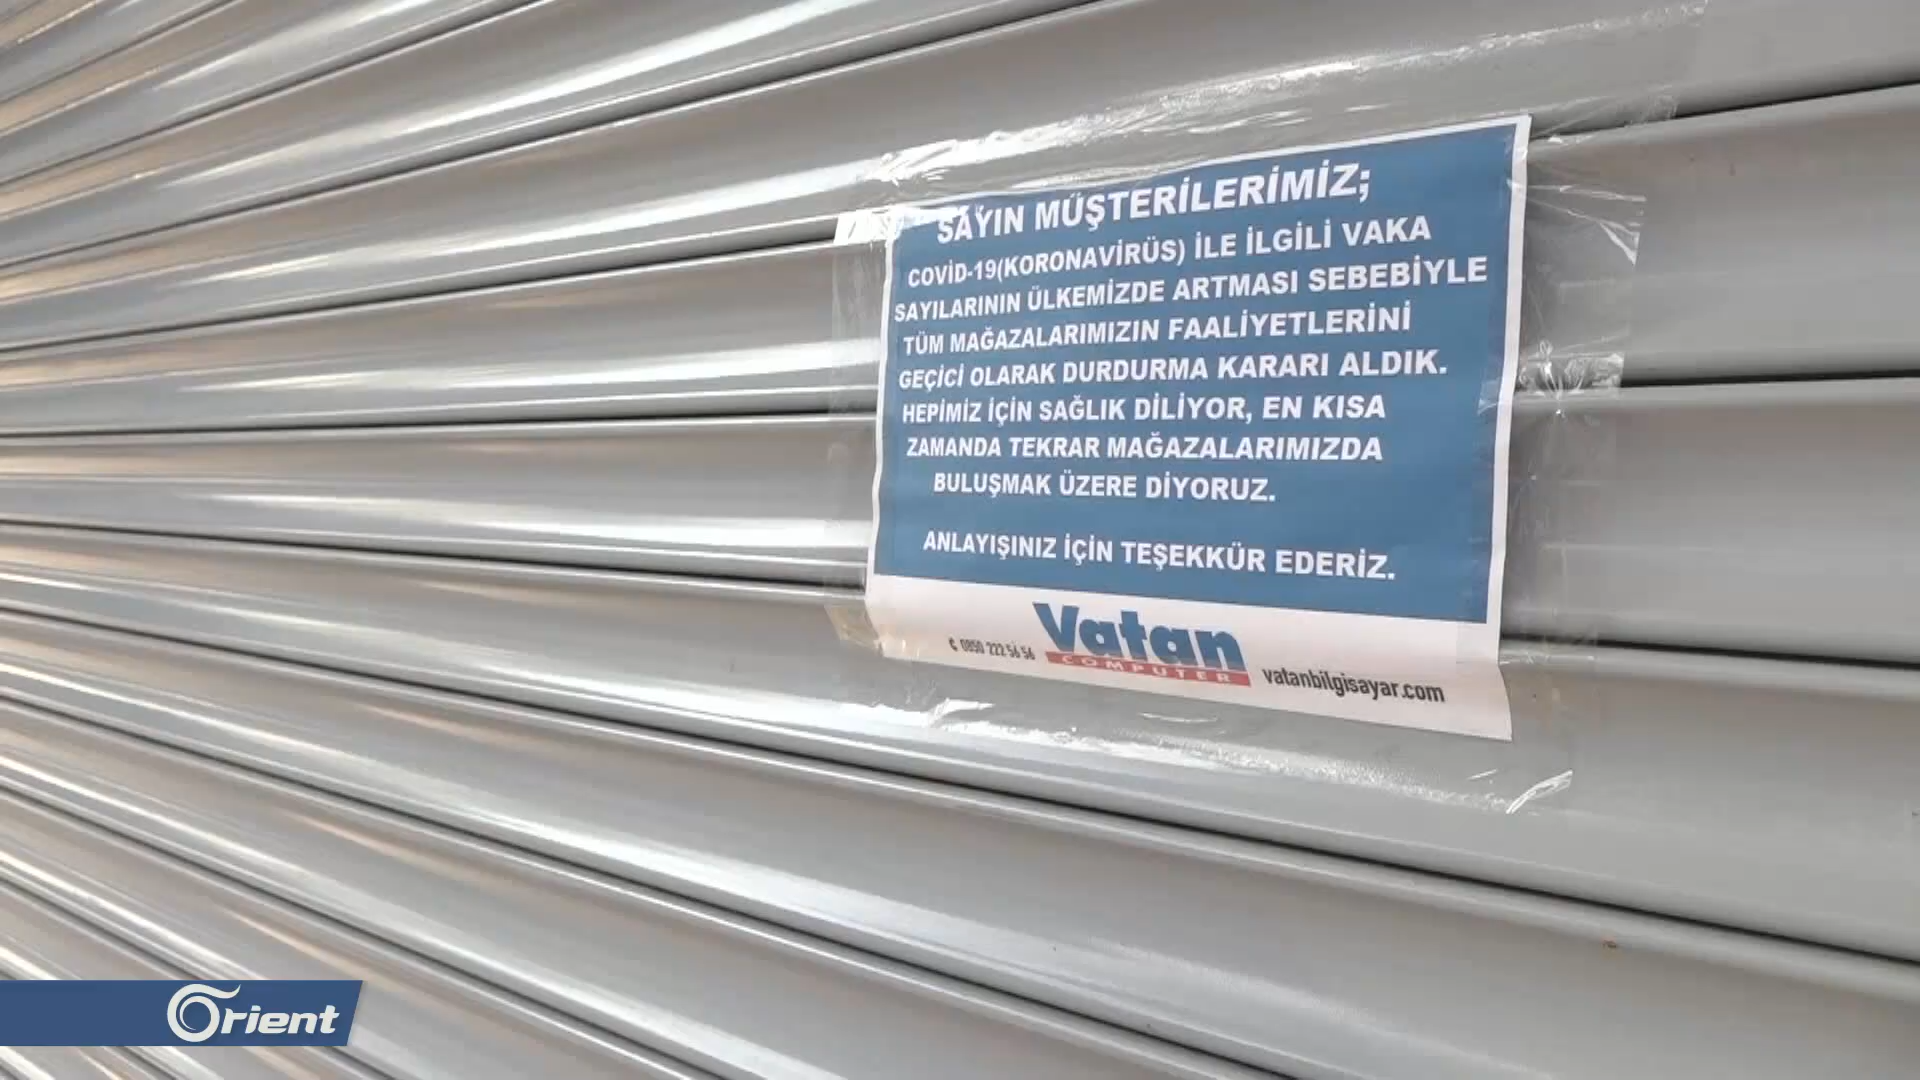 SAYIN MÜŞTERİLERİMİZ;
COVİD-19(KORONAVİRÜS) İLE İLGİLİ VAKA
SAYILARININ ÜLKEMİZDE ARTMASI SEBEBİYLE
TÜM MAĞAZALARIMIZIN FAALİYETLERİNİ
GEÇİCİ OLARAK DURDURMA KARARI ALDIK.
HEPİMİZ İÇİN SAĞLIK DİLİYOR, EN KISA
ZAMANDA TEKRAR MAĞAZALARIMIZDA
BULUŞMAK ÜZERE DİYORUZ.
ANLAYIŞINIZ İÇİN TEŞEKKÜR EDERİZ.
0850 222 56 56
Vatan
COMPUTER
vatanbilgisayar.com
Orient